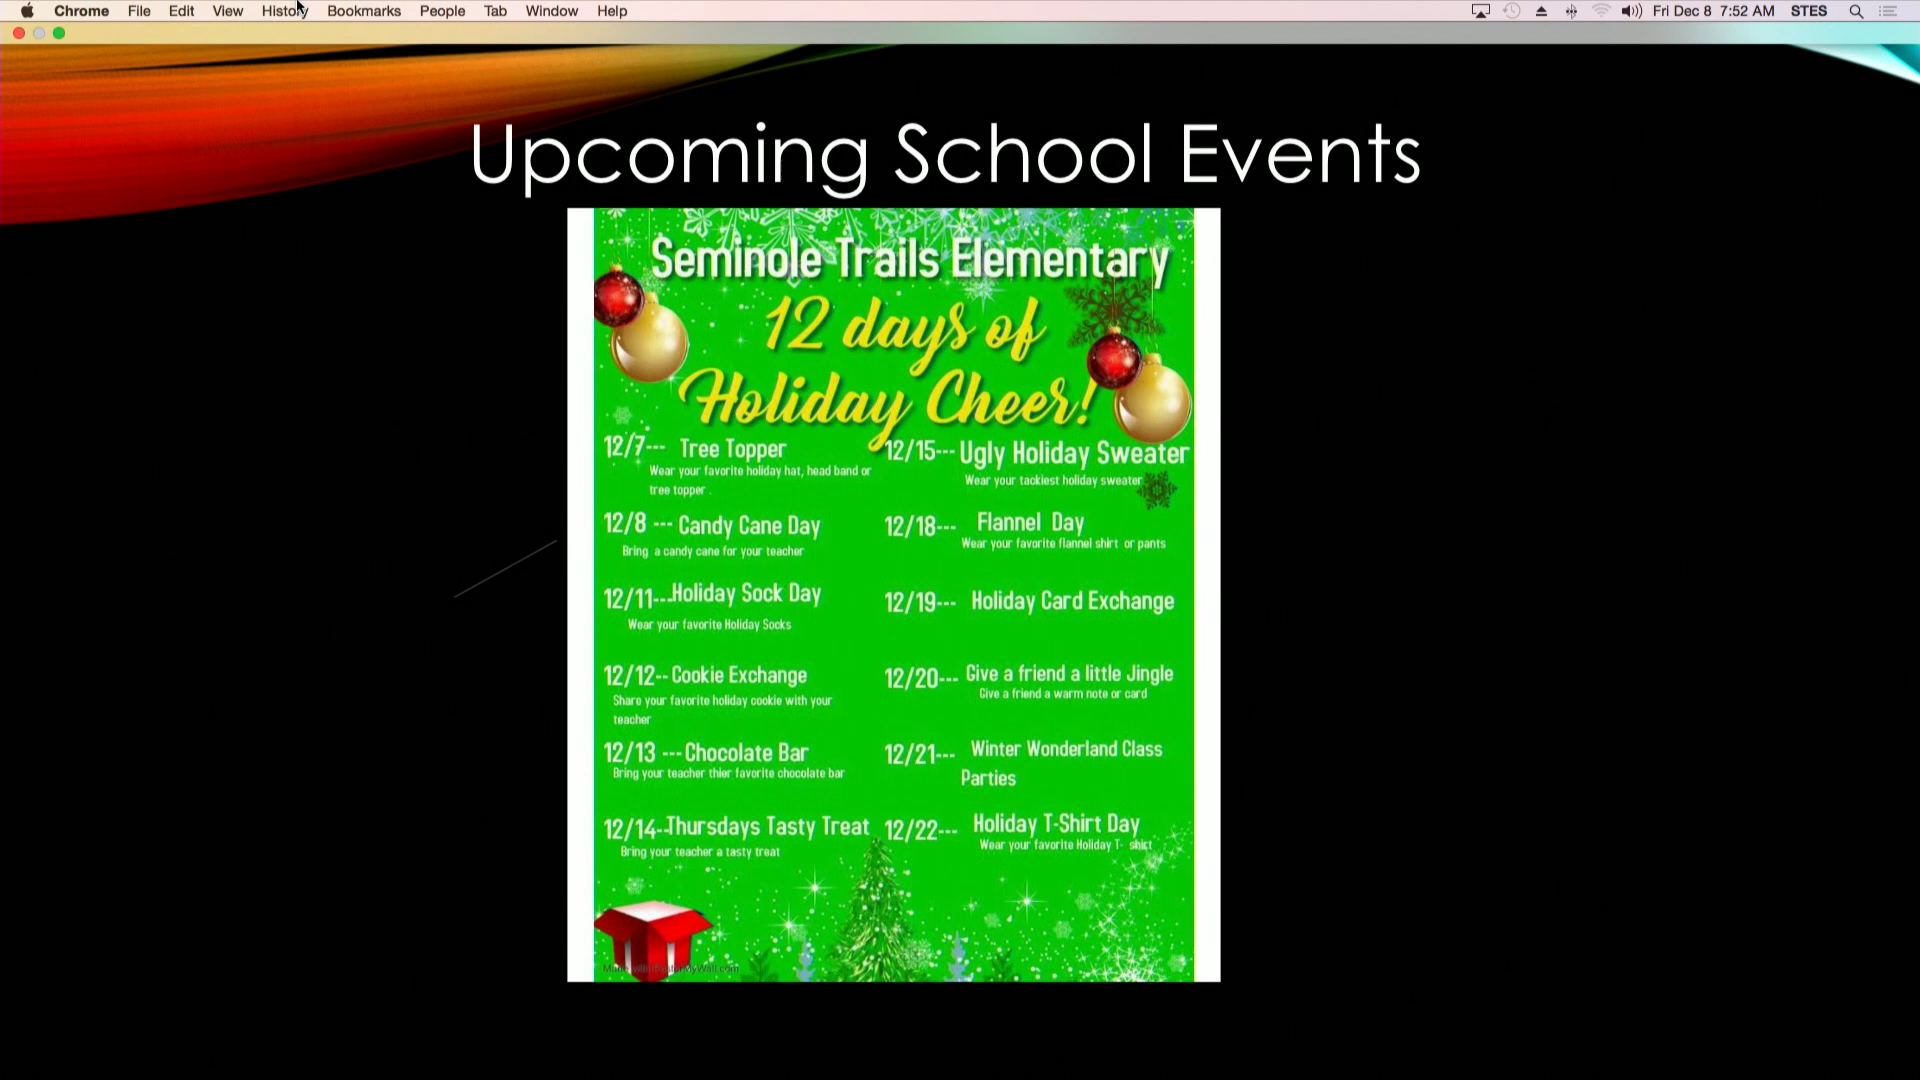 Chrome File Edit View History Bookmarks People Tab Window Help Fri Dec 8 7:52 AM STES
Upcoming School Events
Seminole Trails Elementary
12 days of
Holiday Cheer!
12/7--- Tree Topper
Wear your favorite holiday hat, head band or
tree topper .
12/8 --- Candy Cane Day
Bring a candy cane for your teacher
12/11---Holiday Sock Day
Wear your favorite Holiday Socks
12/12-- Cookie Exchange
Share your favorite holiday cookie with your
teacher
12/13 --- Chocolate Bar
Bring your teacher thier favorite chocolate bar
12/14--Thursdays Tasty Treat
Bring your teacher a tasty treat
12/15--- Ugly Holiday Sweater
Wear your tackiest holiday sweater
12/18--- Flannel Day
Wear your favorite flannel shirt or pants
12/19--- Holiday Card Exchange
12/20--- Give a friend a little Jingle
Give a friend a warm note or card
12/21--- Winter Wonderland Class
Parties
12/22--- Holiday T-Shirt Day
Wear your favorite Holiday T- shirt